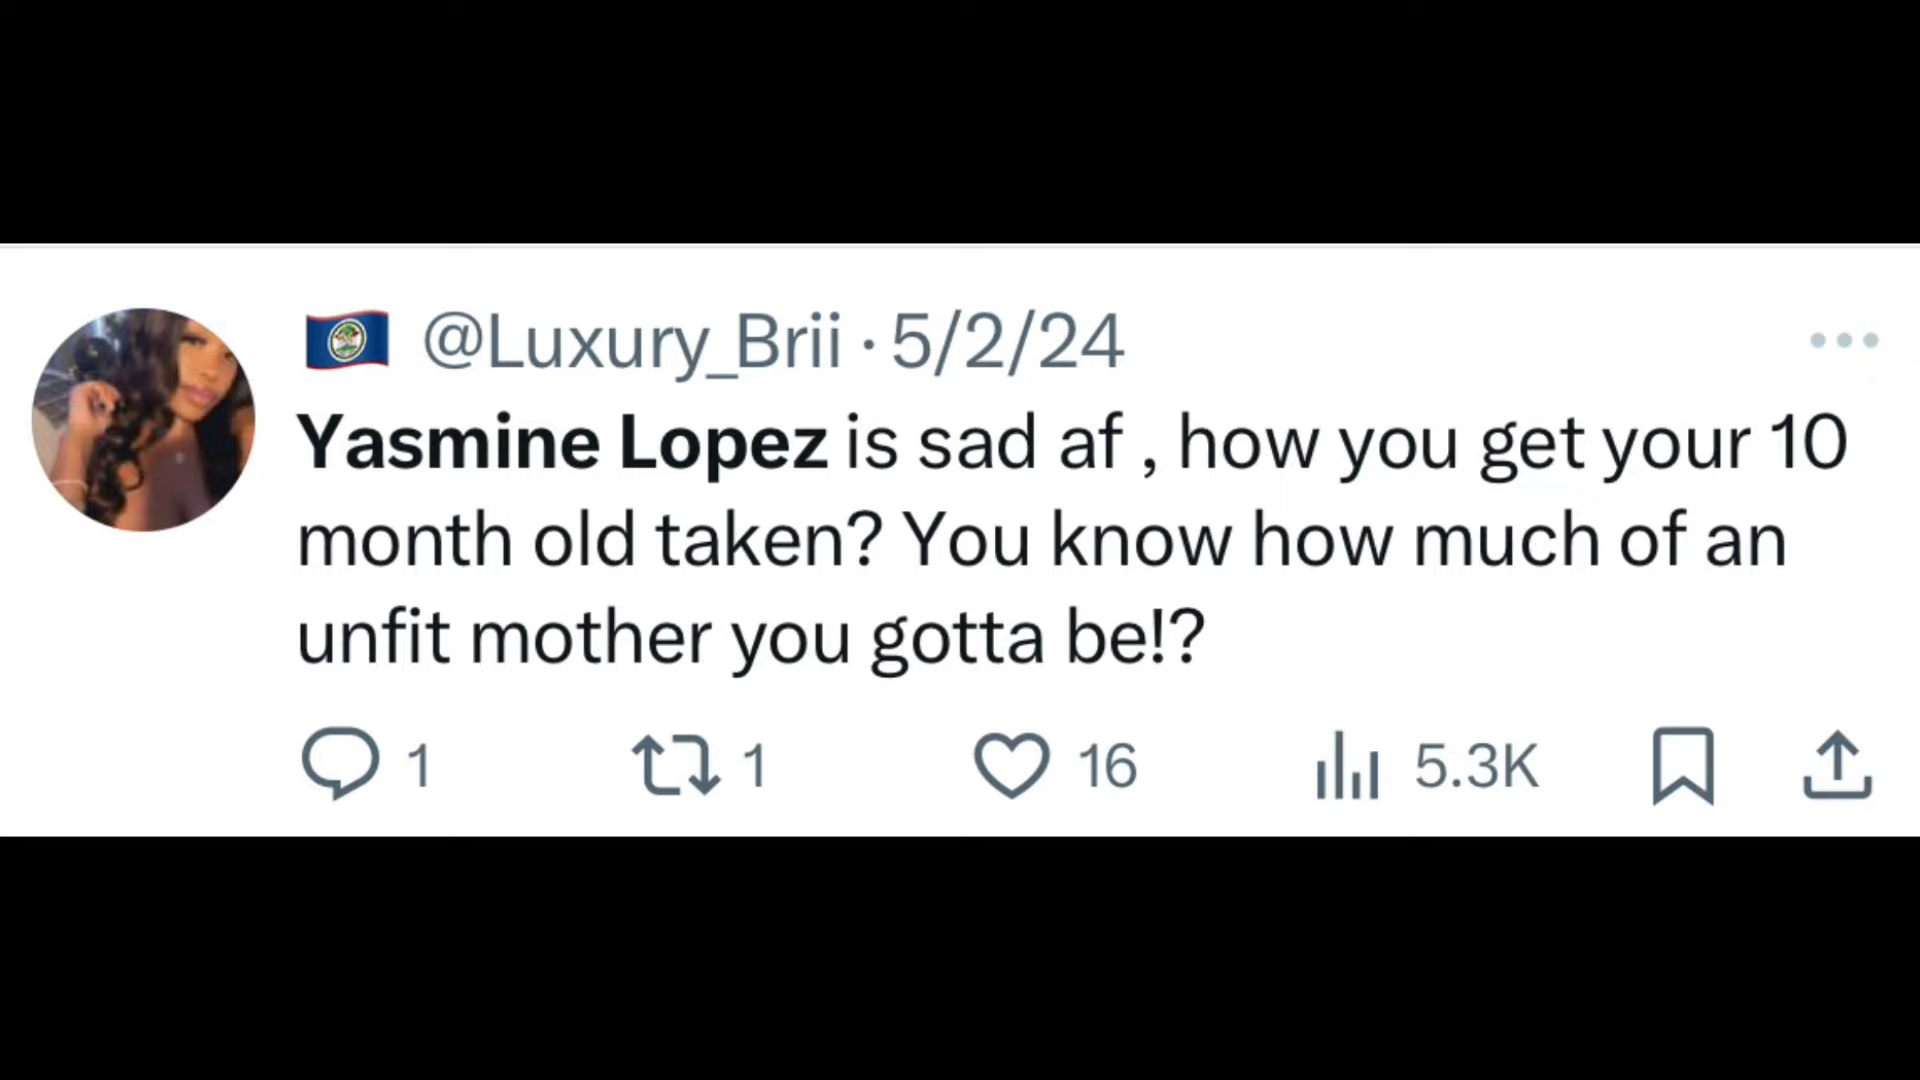 @Luxury_Brii · 5/2/24
Yasmine Lopez is sad af , how you get your 10
month old taken? You know how much of an
unfit mother you gotta be!?
1 1 16 5.3K